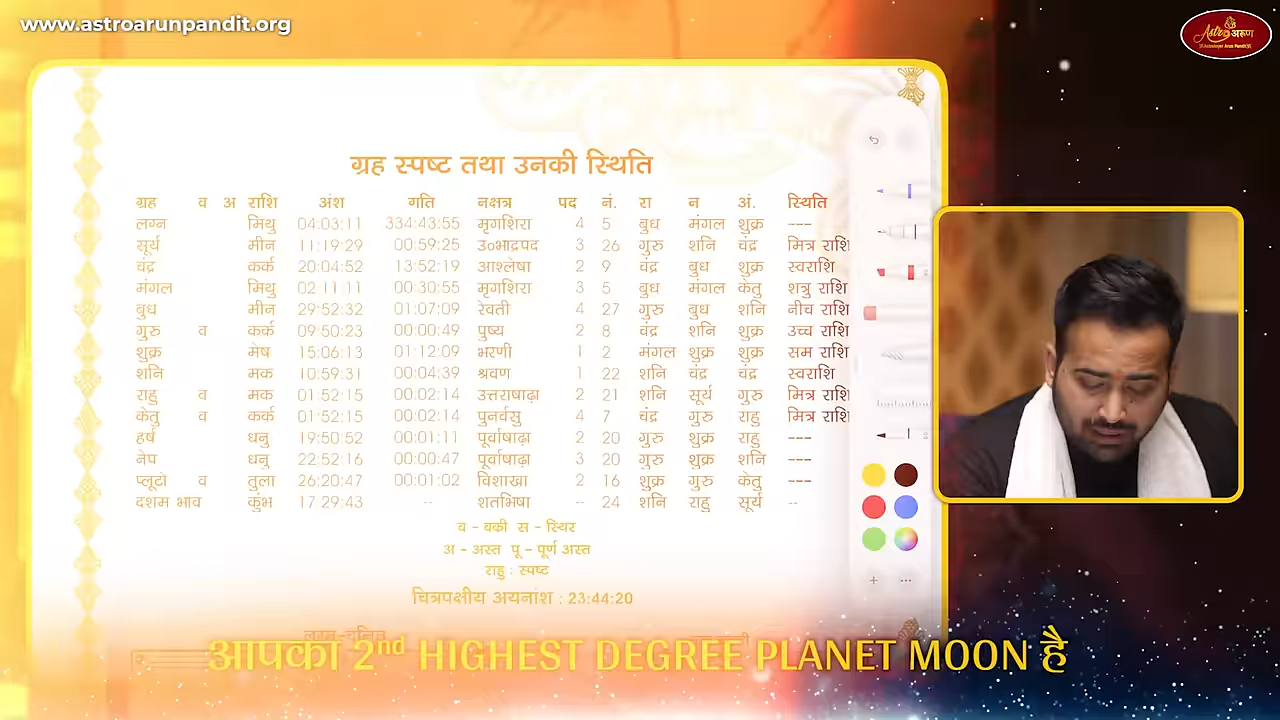 www.astroarunpandit.org
Astro अरुण
Astrologer Arun Pandit
ग्रह स्पष्ट तथा उनकी स्थिति
ग्रह व अ राशि अंश गति नक्षत्र पद नं. रा न अं. स्थिति
लग्न मिथु 04:03:11 334:43:55 मृगशिरा 4 5 बुध मंगल शुक्र ---
सूर्य मीन 11:19:29 00:59:25 उ०भाद्रपद 3 26 गुरु शनि चंद्र मित्र राशि
चंद्र कर्क 20:04:52 13:52:19 आश्लेषा 2 9 चंद्र बुध शुक्र स्वराशि
मंगल मिथु 02:11:11 00:30:55 मृगशिरा 3 5 बुध मंगल केतु शत्रु राशि
बुध मीन 29:52:32 01:07:09 रेवती 4 27 गुरु बुध शनि नीच राशि
गुरु व कर्क 09:50:23 00:00:49 पुष्य 2 8 चंद्र शनि शुक्र उच्च राशि
शुक्र मेष 15:06:13 01:12:09 भरणी 1 2 मंगल शुक्र शुक्र सम राशि
शनि मक 10:59:31 00:04:39 श्रवण 1 22 शनि चंद्र चंद्र स्वराशि
राहु व मक 01:52:15 00:02:14 उत्तराषाढ़ा 2 21 शनि सूर्य गुरु मित्र राशि
केतु व कर्क 01:52:15 00:02:14 पुनर्वसु 4 7 चंद्र गुरु राहु मित्र राशि
हर्ष धनु 19:50:52 00:01:11 पूर्वाषाढ़ा 2 20 गुरु शुक्र राहु ---
नेप धनु 22:52:16 00:00:47 पूर्वाषाढ़ा 3 20 गुरु शुक्र शनि ---
प्लूटो व तुला 26:20:47 00:01:02 विशाखा 2 16 शुक्र गुरु केतु ---
दशम भाव कुंभ 17:29:43 -- शतभिषा -- 24 शनि राहु सूर्य --
व - वकी स - स्थिर
अ - अस्त पू - पूर्ण अस्त
राहु : स्पष्ट
चित्रपक्षीय अयनांश : 23:44:20
आपका 2nd HIGHEST DEGREE PLANET MOON है